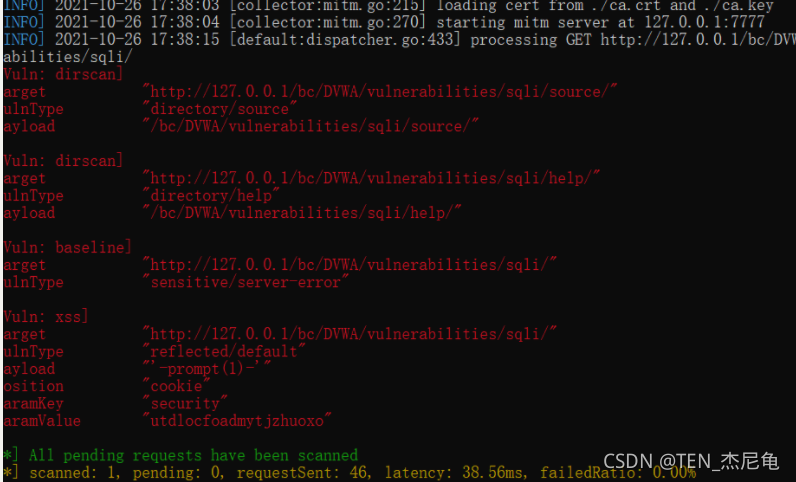 INFO] 2021-10-26 17:38:03 [collector:mitm.go:215] loading cert from ./ca.crt and ./ca.key
INFO] 2021-10-26 17:38:04 [collector:mitm.go:270] starting mitm server at 127.0.0.1:7777
INFO] 2021-10-26 17:38:15 [default:dispatcher.go:433] processing GET http://127.0.0.1/bc/DVW
abilities/sqli/
Vuln: dirscan]
arget "http://127.0.0.1/bc/DVWA/vulnerabilities/sqli/source/"
ulnType "directory/source"
ayload "/bc/DVWA/vulnerabilities/sqli/source/"
Vuln: dirscan]
arget "http://127.0.0.1/bc/DVWA/vulnerabilities/sqli/help/"
ulnType "directory/help"
ayload "/bc/DVWA/vulnerabilities/sqli/help/"
Vuln: baseline]
arget "http://127.0.0.1/bc/DVWA/vulnerabilities/sqli/"
ulnType "sensitive/server-error"
Vuln: xss]
arget "http://127.0.0.1/bc/DVWA/vulnerabilities/sqli/"
ulnType "reflected/default"
ayload "'-prompt(1)-'"
osition "cookie"
aramKey "security"
aramValue "utdlocfoadmytjzhuoxo"
*] All pending requests have been scanned
*] scanned: 1, pending: 0, requestSent: 46, latency: 38.56ms, failedRatio: 0.00%
CSDN @TEN_杰尼龟